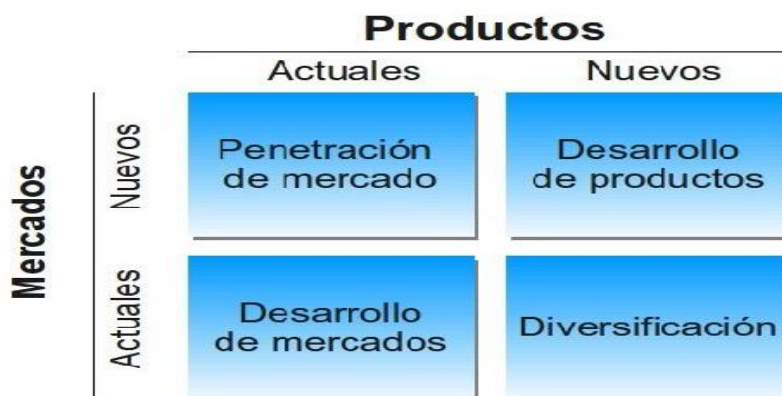 Productos
Actuales
Nuevos
Mercados
Nuevos
Penetración
de mercado
Desarrollo
de productos
Actuales
Desarrollo
de mercados
Diversificación